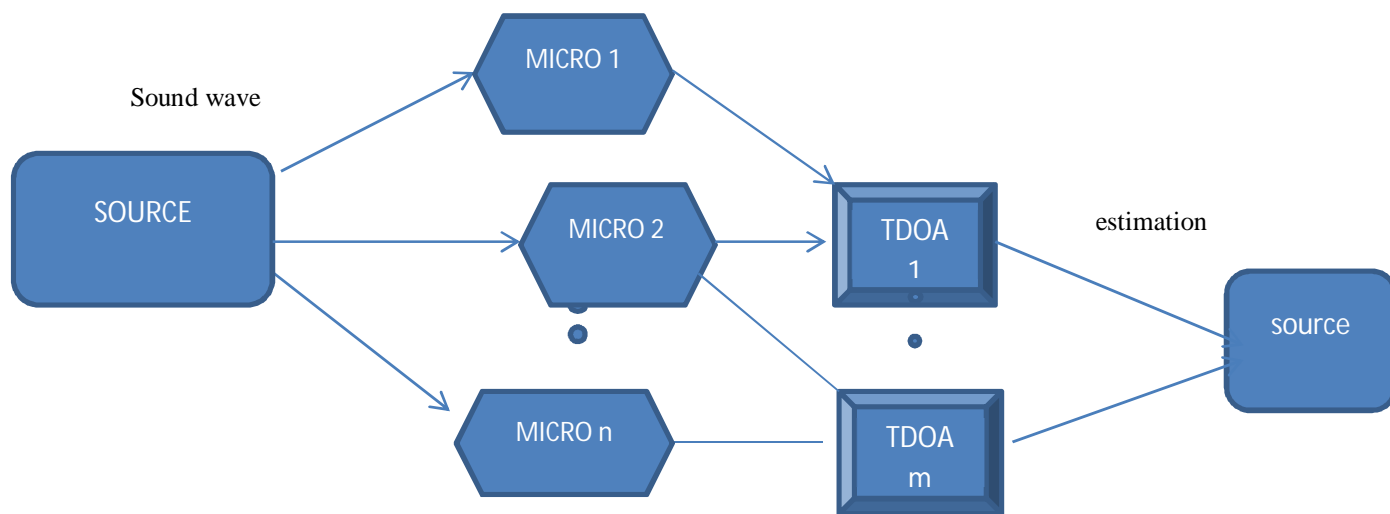 MICRO 1
Sound wave
SOURCE
MICRO 2
TDOA
1
estimation
source
MICRO n
TDOA
m